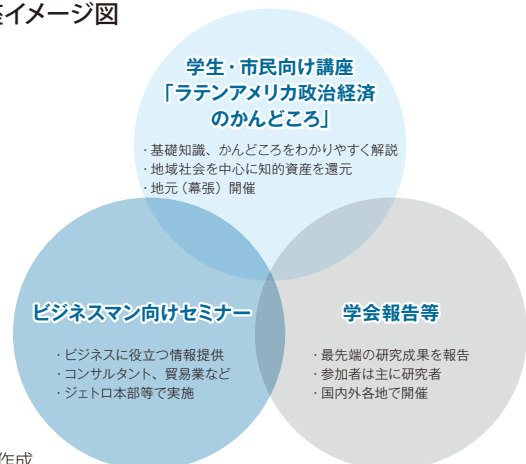 イメージ図
学生・市民向け講座
「ラテンアメリカ政治経済
のかんどころ」
・基礎知識、かんどころをわかりやすく解説
・地域社会を中心に知的資産を還元
・地元（幕張）開催
ビジネスマン向けセミナー
・ビジネスに役立つ情報提供
・コンサルタント、貿易業など
・ジェトロ本部等で実施
学会報告等
・最先端の研究成果を報告
・参加者は主に研究者
・国内外各地で開催
作成